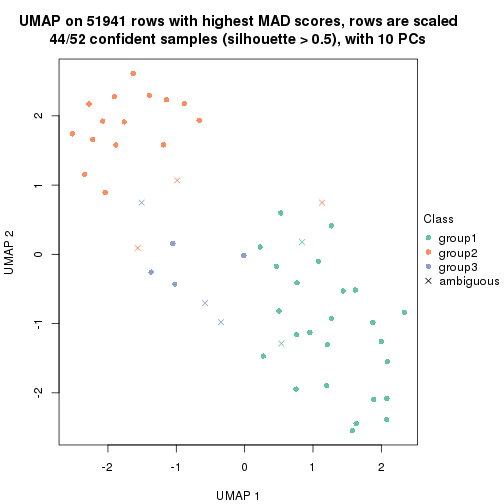 UMAP on 51941 rows with highest MAD scores, rows are scaled
44/52 confident samples (silhouette > 0.5), with 10 PCs
2
1
0
-1
-2
UMAP 2
-2
-1
0
1
2
UMAP 1
Class
group1
group2
group3
ambiguous